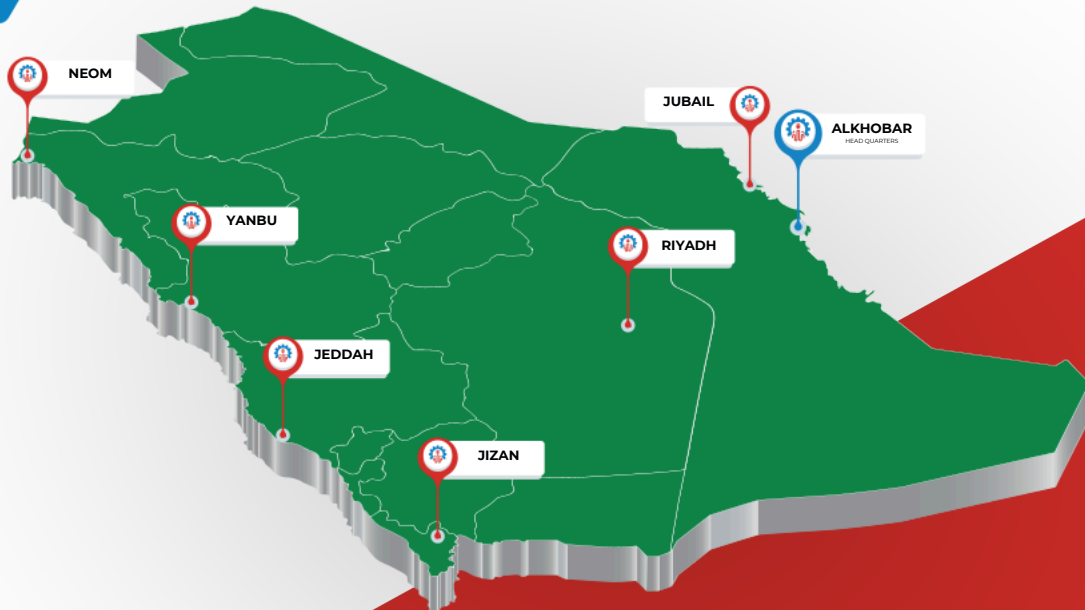 NEOM
JUBAIL
ALKHOBAR
HEAD QUARTERS
YANBU
RIYADH
JEDDAH
JIZAN